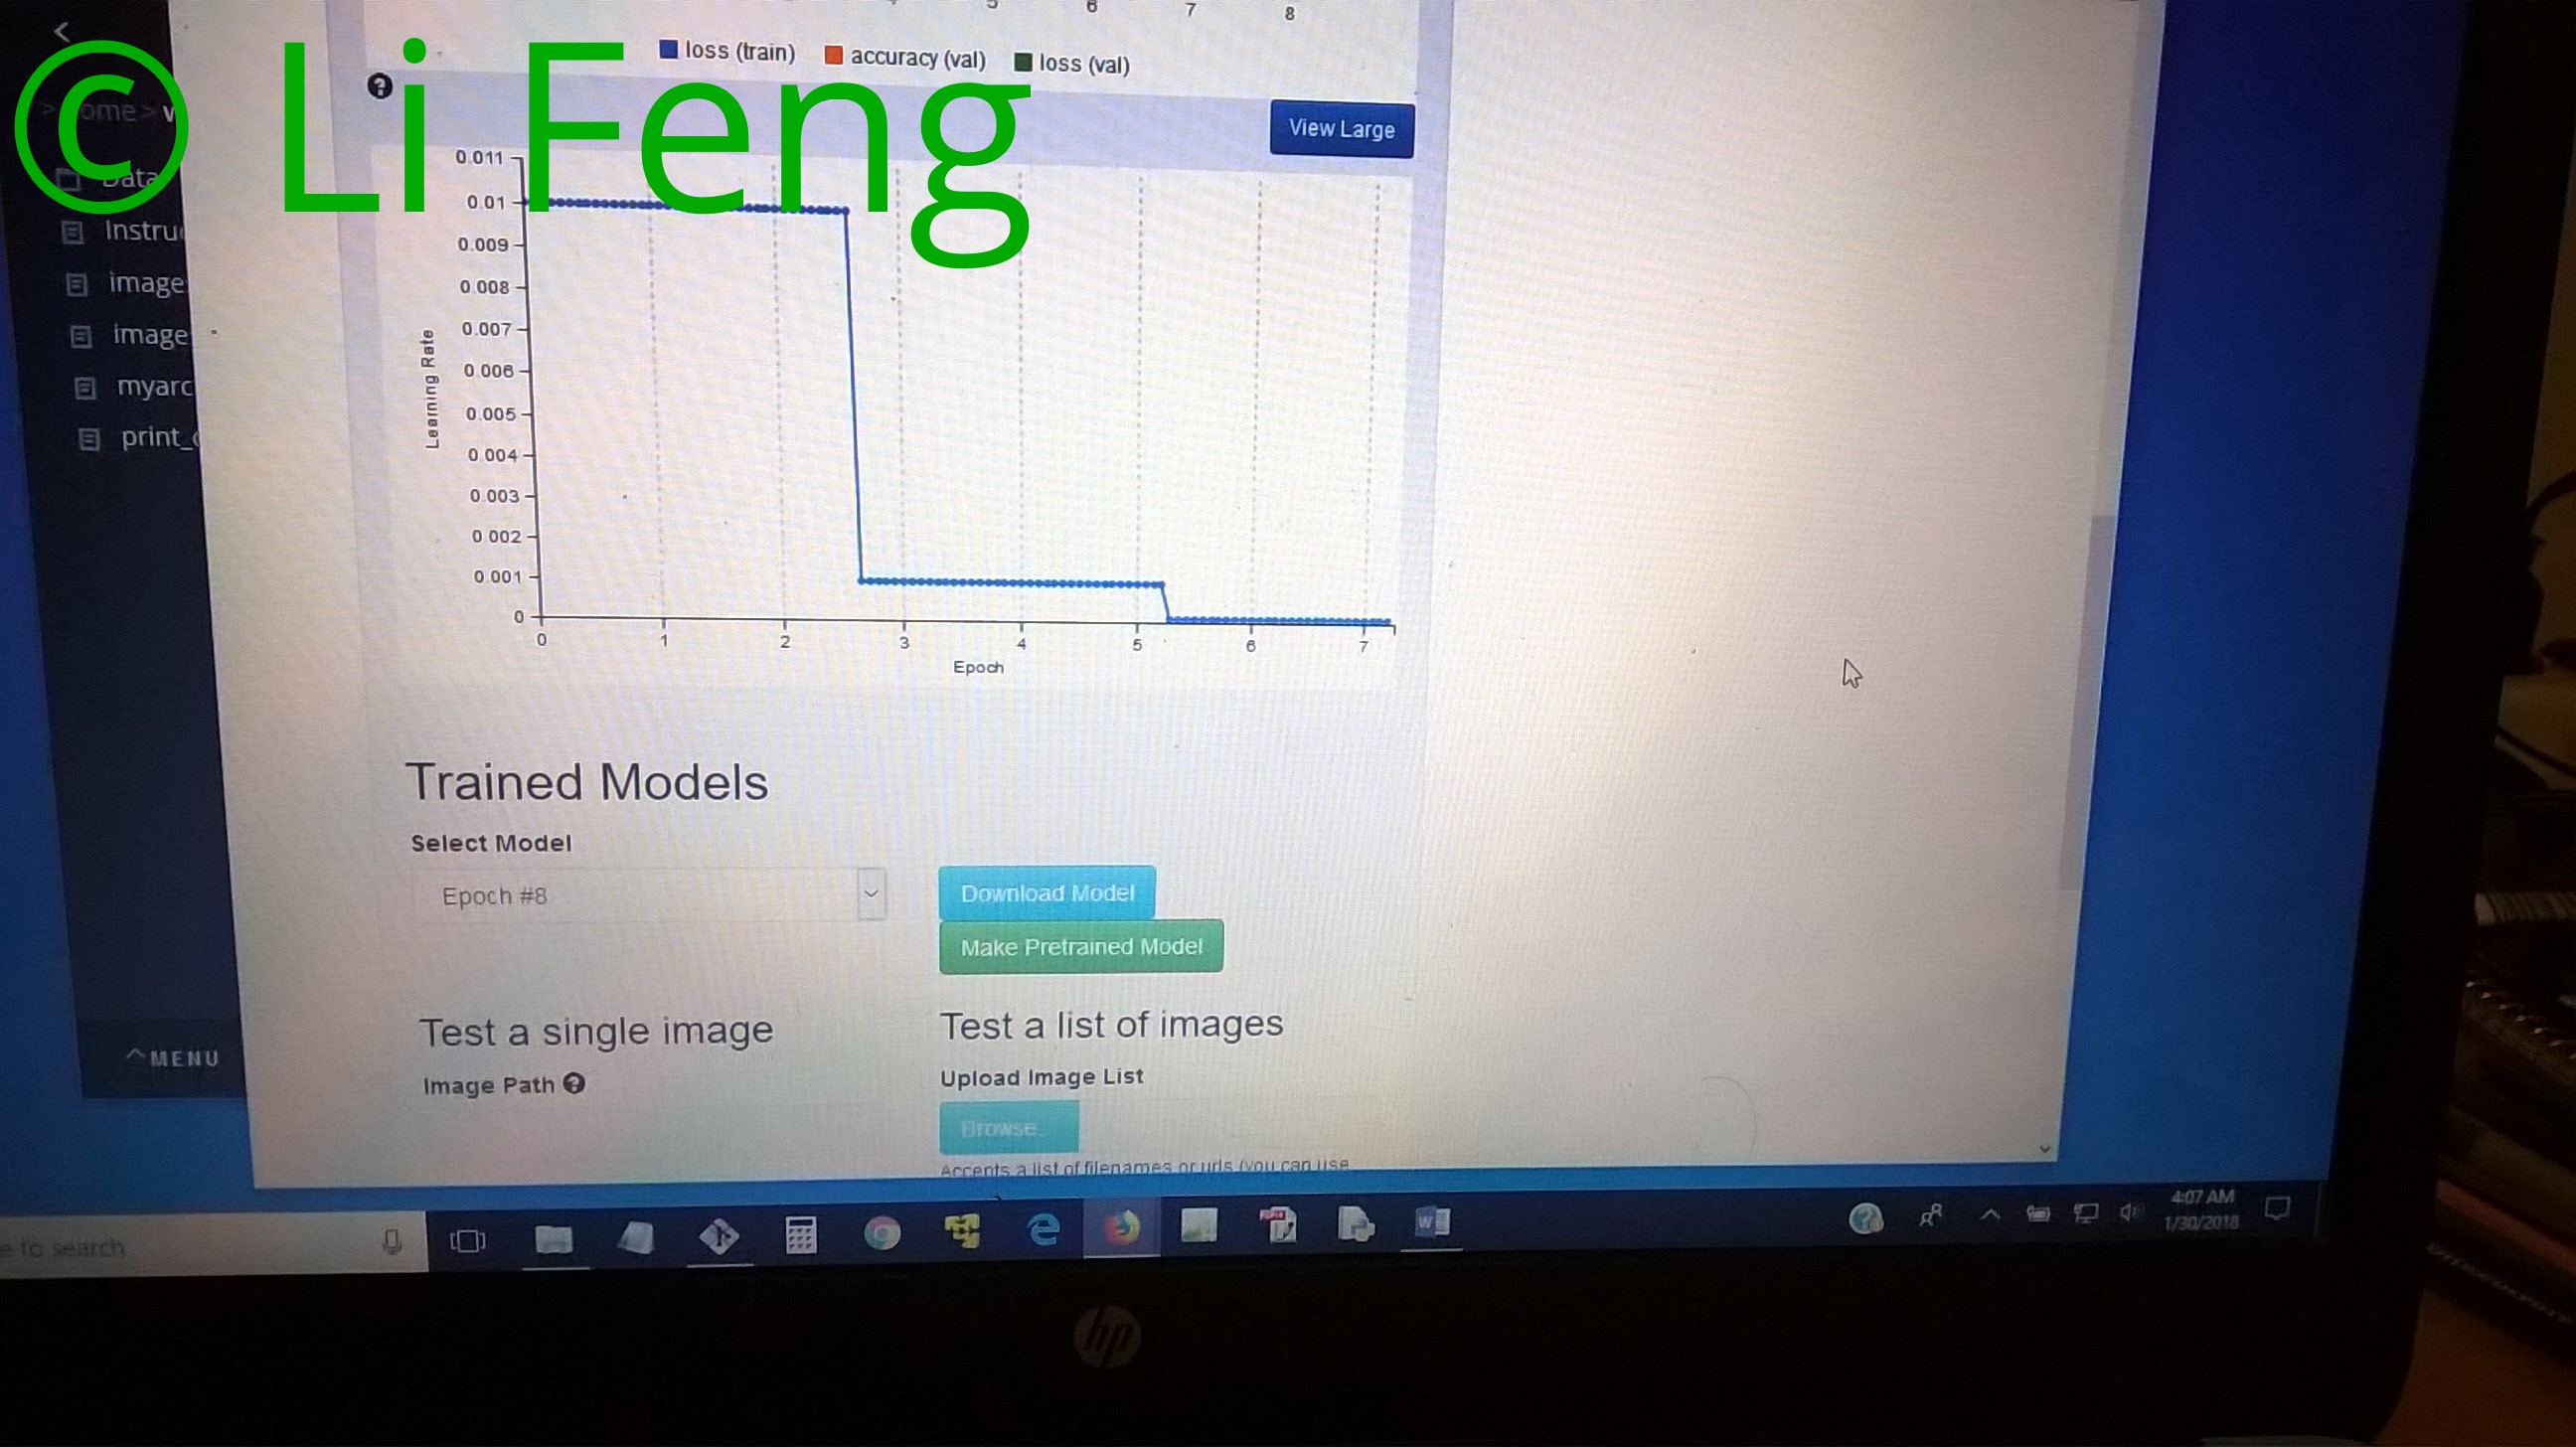 5 6 7 8
loss (train) accuracy (val) loss (val)
© Li Feng
View Large
Data
Instruc
image
image
myarc
print_
0.011
0.01
0.009
0.008
0.007
0.006
0.005
0.004
0.003
0.002
0.001
0
Learning Rate
0 1 2 3 4 5 6 7
Epoch
Trained Models
Select Model
Epoch #8
Download Model
Make Pretrained Model
Test a single image
Test a list of images
Image Path
Upload Image List
Browse..
Accepts a list of filenames or urls (you can use
^ MENU
e to search
4:07 AM
1/30/2018
hp